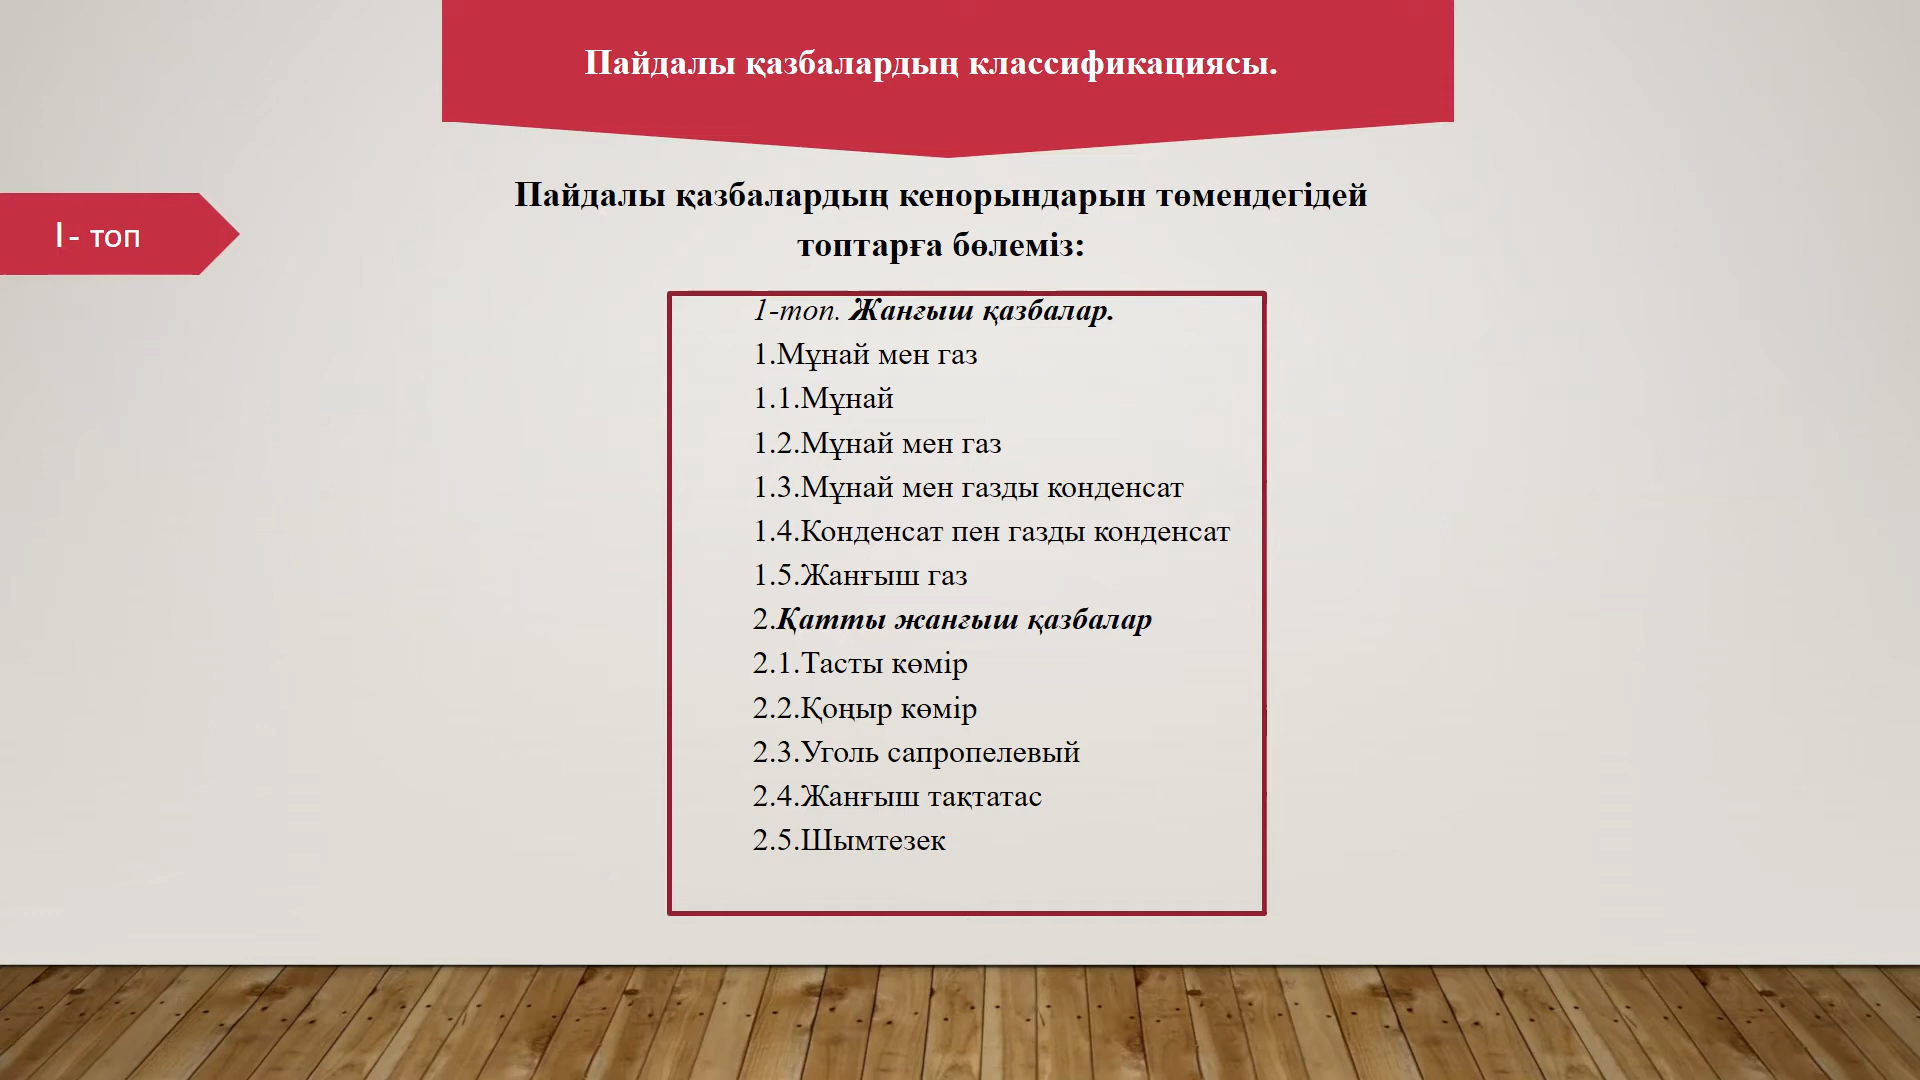 Пайдалы қазбалардың классификациясы.
I - топ
Пайдалы қазбалардың кенорындарын төмендегідей
топтарға бөлеміз:
1-топ. Жанғыш қазбалар.
1.Мұнай мен газ
1.1.Мұнай
1.2.Мұнай мен газ
1.3.Мұнай мен газды конденсат
1.4.Конденсат пен газды конденсат
1.5.Жанғыш газ
2.Қатты жанғыш қазбалар
2.1.Тасты көмір
2.2.Қоңыр көмір
2.3.Уголь сапропелевый
2.4.Жанғыш тақтатас
2.5.Шымтезек